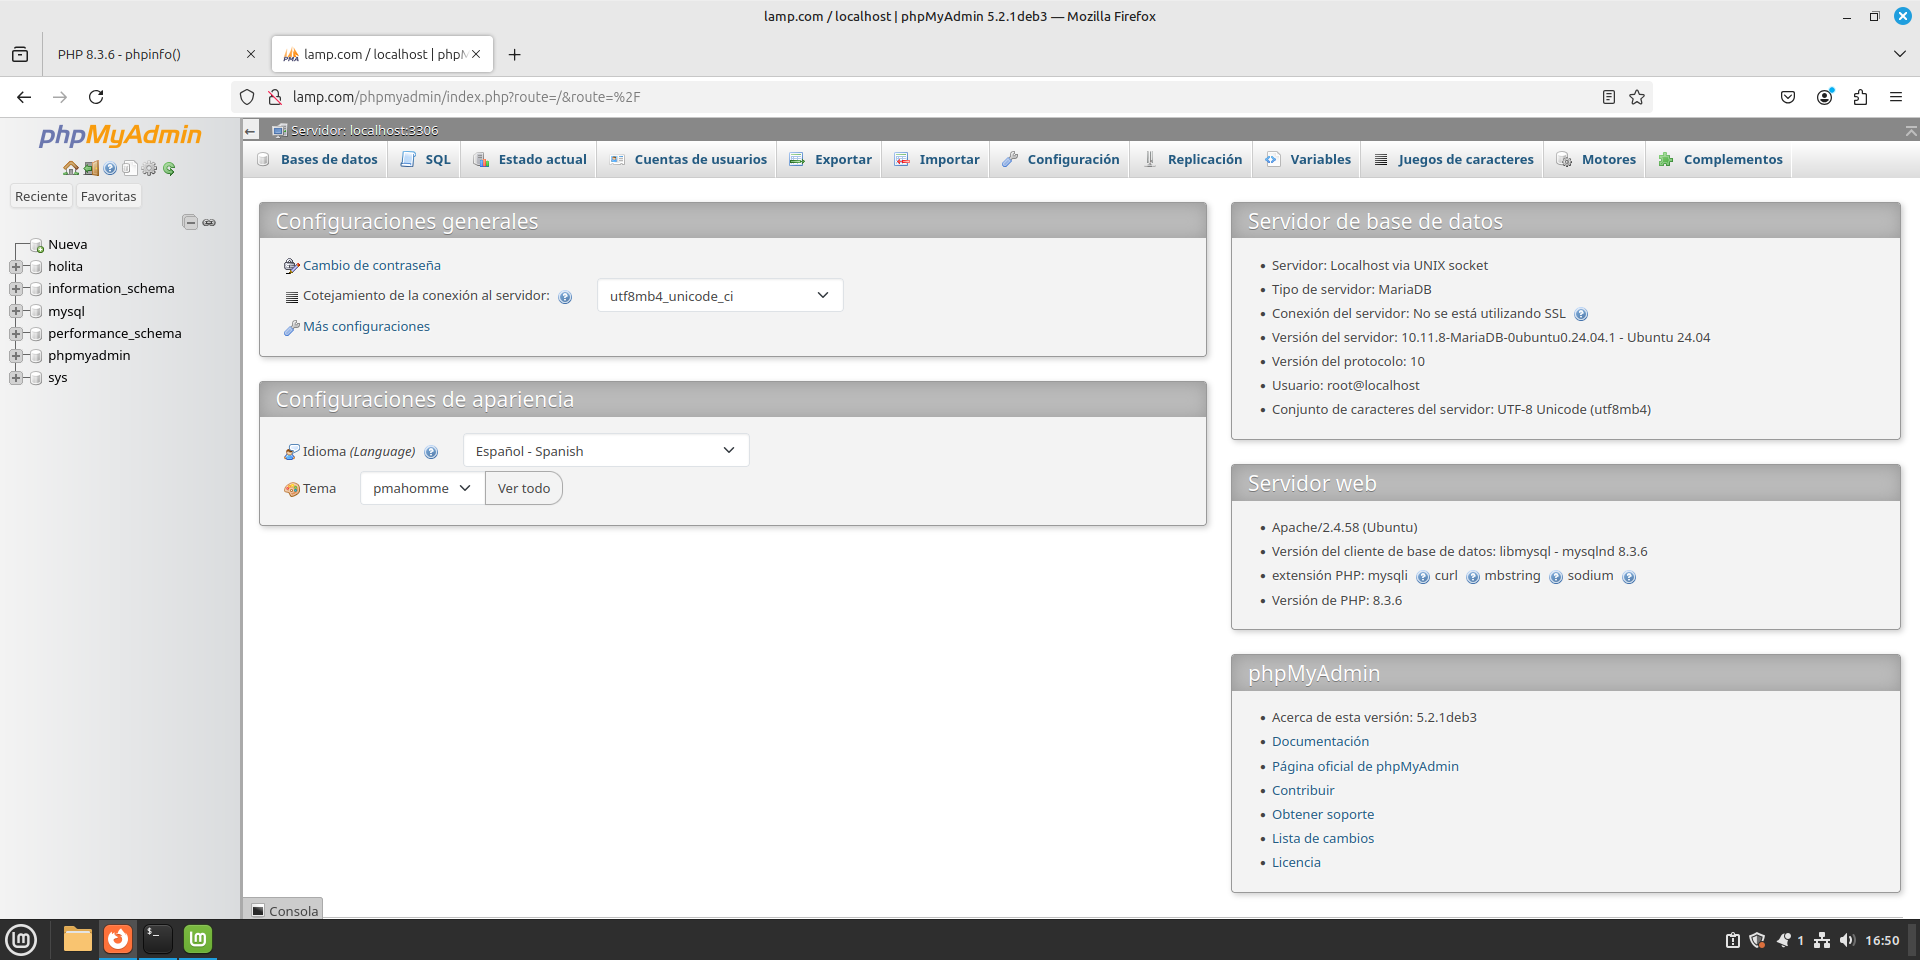 lamp.com / localhost | phpMyAdmin 5.2.1deb3 — Mozilla Firefox
PHP 8.3.6 - phpinfo()
lamp.com / localhost | phpM
lamp.com/phpmyadmin/index.php?route=/&route=%2F
phpMyAdmin
Reciente
Favoritas
Nueva
holita
information_schema
mysql
performance_schema
phpmyadmin
sys
Servidor: localhost:3306
Bases de datos
SQL
Estado actual
Cuentas de usuarios
Exportar
Importar
Configuración
Replicación
Variables
Juegos de caracteres
Motores
Complementos
Configuraciones generales
Cambio de contraseña
Cotejamiento de la conexión al servidor:
utf8mb4_unicode_ci
Más configuraciones
Configuraciones de apariencia
Idioma (Language)
Español - Spanish
Tema
pmahomme
Ver todo
Servidor de base de datos
Servidor: Localhost via UNIX socket
Tipo de servidor: MariaDB
Conexión del servidor: No se está utilizando SSL
Versión del servidor: 10.11.8-MariaDB-0ubuntu0.24.04.1 - Ubuntu 24.04
Versión del protocolo: 10
Usuario: root@localhost
Conjunto de caracteres del servidor: UTF-8 Unicode (utf8mb4)
Servidor web
Apache/2.4.58 (Ubuntu)
Versión del cliente de base de datos: libmysql - mysqlnd 8.3.6
extensión PHP: mysqli curl mbstring sodium
Versión de PHP: 8.3.6
phpMyAdmin
Acerca de esta versión: 5.2.1deb3
Documentación
Página oficial de phpMyAdmin
Contribuir
Obtener soporte
Lista de cambios
Licencia
Consola
1
16:50